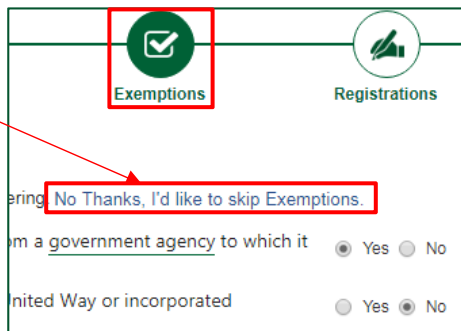 Exemptions
Registrations
ering. No Thanks, I'd like to skip Exemptions.
om a government agency to which it
Yes
No
United Way or incorporated
Yes
No